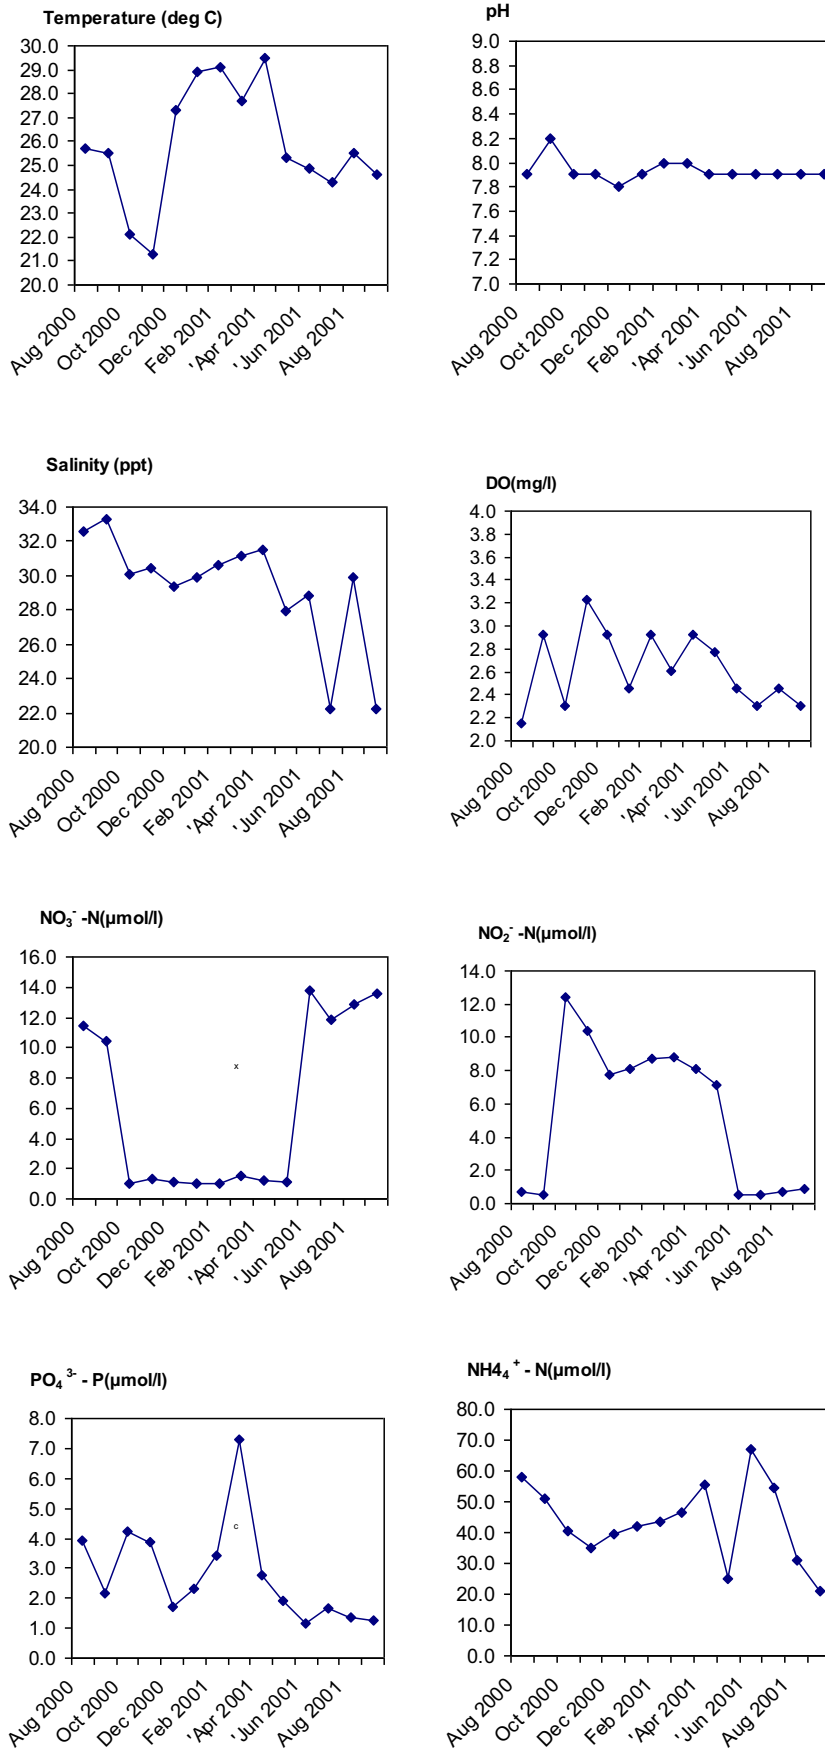 Temperature (deg C)
30.0
29.0
28.0
27.0
26.0
25.0
24.0
23.0
22.0
21.0
20.0
Aug 2000
Oct 2000
Dec 2000
Feb 2001
'Apr 2001
'Jun 2001
Aug 2001
pH
9.0
8.8
8.6
8.4
8.2
8.0
7.8
7.6
7.4
7.2
7.0
Aug 2000
Oct 2000
Dec 2000
Feb 2001
'Apr 2001
'Jun 2001
Aug 2001
Salinity (ppt)
34.0
32.0
30.0
28.0
26.0
24.0
22.0
20.0
Aug 2000
Oct 2000
Dec 2000
Feb 2001
'Apr 2001
'Jun 2001
Aug 2001
DO(mg/l)
4.0
3.8
3.6
3.4
3.2
3.0
2.8
2.6
2.4
2.2
2.0
Aug 2000
Oct 2000
Dec 2000
Feb 2001
'Apr 2001
'Jun 2001
Aug 2001
NO₃⁻ -N(µmol/l)
16.0
14.0
12.0
10.0
8.0
6.0
4.0
2.0
0.0
x
Aug 2000
Oct 2000
Dec 2000
Feb 2001
'Apr 2001
'Jun 2001
Aug 2001
NO₂⁻ -N(µmol/l)
14.0
12.0
10.0
8.0
6.0
4.0
2.0
0.0
Aug 2000
Oct 2000
Dec 2000
Feb 2001
'Apr 2001
'Jun 2001
Aug 2001
PO₄ ³⁻ - P(µmol/l)
8.0
7.0
6.0
5.0
4.0
3.0
2.0
1.0
0.0
c
Aug 2000
Oct 2000
Dec 2000
Feb 2001
'Apr 2001
'Jun 2001
Aug 2001
NH4₄ ⁺ - N(µmol/l)
80.0
70.0
60.0
50.0
40.0
30.0
20.0
10.0
0.0
Aug 2000
Oct 2000
Dec 2000
Feb 2001
'Apr 2001
'Jun 2001
Aug 2001